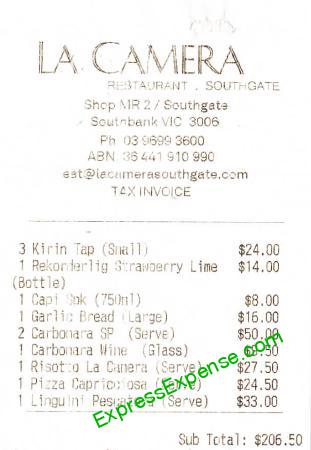 LA CAMERA
RESTAURANT . SOUTHGATE
Shop MR 2 / Southgate
Southbank VIC 3006
Ph 03 9699 3600
ABN 36 441 910 990
eat@lacamerasouthgate.com
TAX INVOICE
3 Kirin Tap (Small) $24.00
1 Rekorderlig Strawberry Lime $14.00
(Bottle)
1 Capi Spk (750ml) $8.00
1 Garlic Bread (Large) $16.00
2 Carbonara SP (Serve) $50.00
1 Carbonara Wine (Glass) $9.50
1 Risotto La Camera (Serve) $27.50
1 Pizza Capricciosa (Serve) $24.50
1 Linguini Pescatora (Serve) $33.00
ExpressExpense.com
Sub Total: $206.50